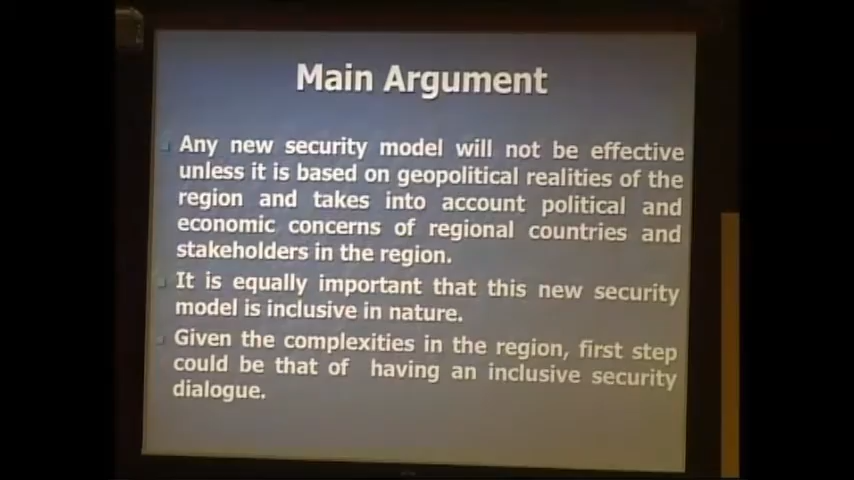 Main Argument
Any new security model will not be effective
unless it is based on geopolitical realities of the
region and takes into account political and
economic concerns of regional countries and
stakeholders in the region.
It is equally important that this new security
model is inclusive in nature.
Given the complexities in the region, first step
could be that of having an inclusive security
dialogue.